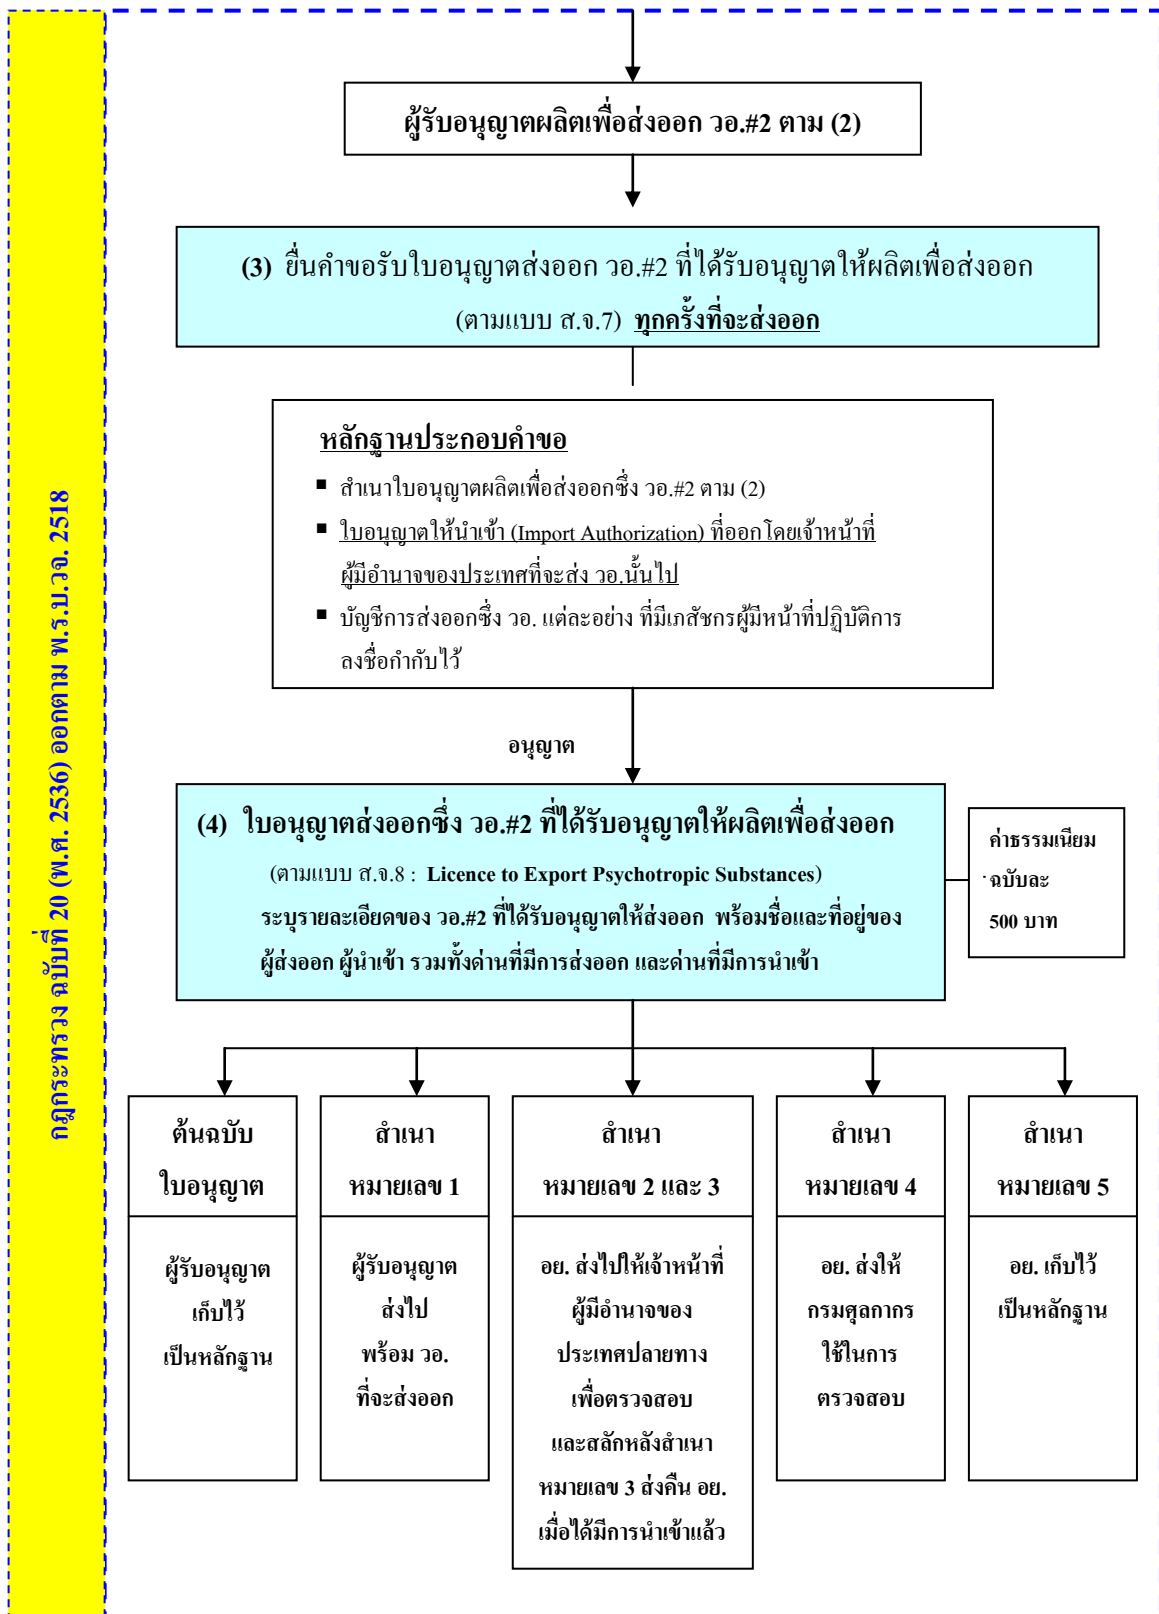 กฎกระทรวง ฉบับที่ 20 (พ.ศ. 2536) ออกตาม พ.ร.บ.วจ. 2518
ผู้รับอนุญาตผลิตเพื่อส่งออก วอ.#2 ตาม (2)
(3) ยื่นคำขอรับใบอนุญาตส่งออก วอ.#2 ที่ได้รับอนุญาตให้ผลิตเพื่อส่งออก
(ตามแบบ ส.จ.7) ทุกครั้งที่จะส่งออก
หลักฐานประกอบคำขอ
▪ สำเนาใบอนุญาตผลิตเพื่อส่งออกซึ่ง วอ.#2 ตาม (2)
▪ ใบอนุญาตให้นำเข้า (Import Authorization) ที่ออกโดยเจ้าหน้าที่
ผู้มีอำนาจของประเทศที่จะส่ง วอ.นั้นไป
▪ บัญชีการส่งออกซึ่ง วอ. แต่ละอย่าง ที่มีเภสัชกรผู้มีหน้าที่ปฏิบัติการ
ลงชื่อกำกับไว้
อนุญาต
(4) ใบอนุญาตส่งออกซึ่ง วอ.#2 ที่ได้รับอนุญาตให้ผลิตเพื่อส่งออก
(ตามแบบ ส.จ.8 : Licence to Export Psychotropic Substances)
ระบุรายละเอียดของ วอ.#2 ที่ได้รับอนุญาตให้ส่งออก พร้อมชื่อและที่อยู่ของ
ผู้ส่งออก ผู้นำเข้า รวมทั้งด่านที่มีการส่งออก และด่านที่มีการนำเข้า
ค่าธรรมเนียม
ฉบับละ
500 บาท
ต้นฉบับ
ใบอนุญาต
ผู้รับอนุญาต
เก็บไว้
เป็นหลักฐาน
สำเนา
หมายเลข 1
ผู้รับอนุญาต
ส่งไป
พร้อม วอ.
ที่จะส่งออก
สำเนา
หมายเลข 2 และ 3
อย. ส่งไปให้เจ้าหน้าที่
ผู้มีอำนาจของ
ประเทศปลายทาง
เพื่อตรวจสอบ
และสลักหลังสำเนา
หมายเลข 3 ส่งคืน อย.
เมื่อได้มีการนำเข้าแล้ว
สำเนา
หมายเลข 4
อย. ส่งให้
กรมศุลกากร
ใช้ในการ
ตรวจสอบ
สำเนา
หมายเลข 5
อย. เก็บไว้
เป็นหลักฐาน